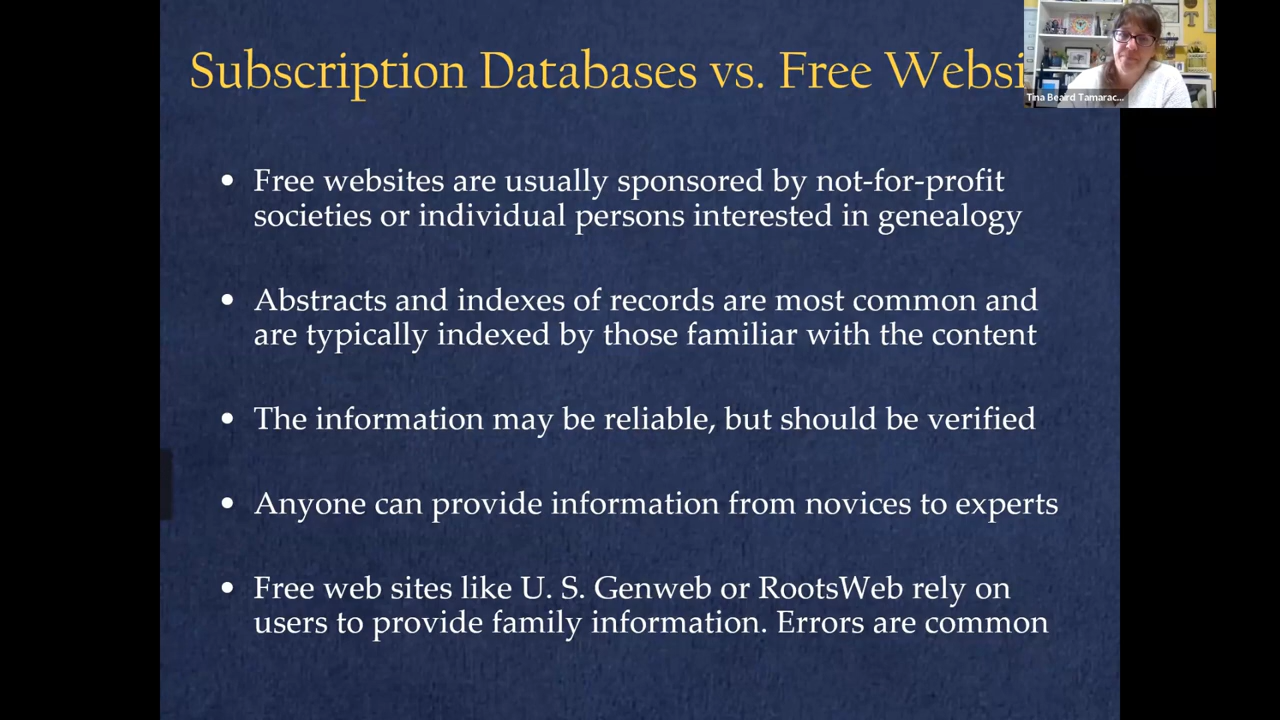 Subscription Databases vs. Free Websi
Tina Beaird Tamarac...
• Free websites are usually sponsored by not-for-profit
societies or individual persons interested in genealogy
• Abstracts and indexes of records are most common and
are typically indexed by those familiar with the content
• The information may be reliable, but should be verified
• Anyone can provide information from novices to experts
• Free web sites like U. S. Genweb or RootsWeb rely on
users to provide family information. Errors are common